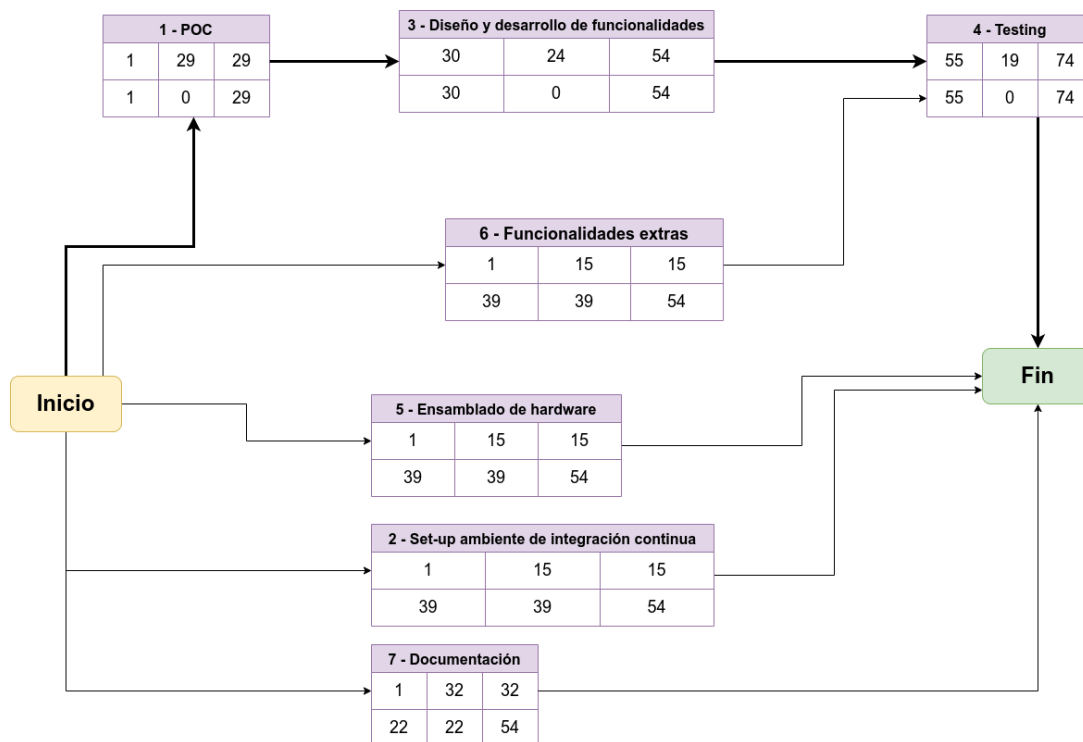 1 - POC
1 29 29
1 0 29
3 - Diseño y desarrollo de funcionalidades
30 24 54
30 0 54
4 - Testing
55 19 74
55 0 74
6 - Funcionalidades extras
1 15 15
39 39 54
Inicio
Fin
5 - Ensamblado de hardware
1 15 15
39 39 54
2 - Set-up ambiente de integración continua
1 15 15
39 39 54
7 - Documentación
1 32 32
22 22 54